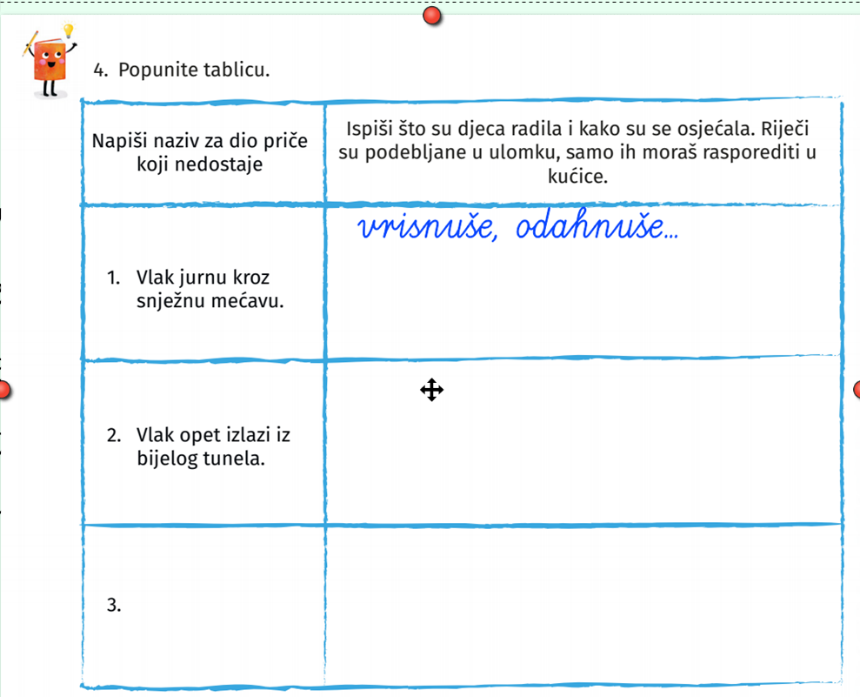 4. Popunite tablicu.
Napiši naziv za dio priče
koji nedostaje
Ispiši što su djeca radila i kako su se osjećala. Riječi
su podebljane u ulomku, samo ih moraš rasporediti u
kućice.
1. Vlak jurnu kroz
snježnu mećavu.
vrisnuše, odahnuše...
2. Vlak opet izlazi iz
bijelog tunela.
3.